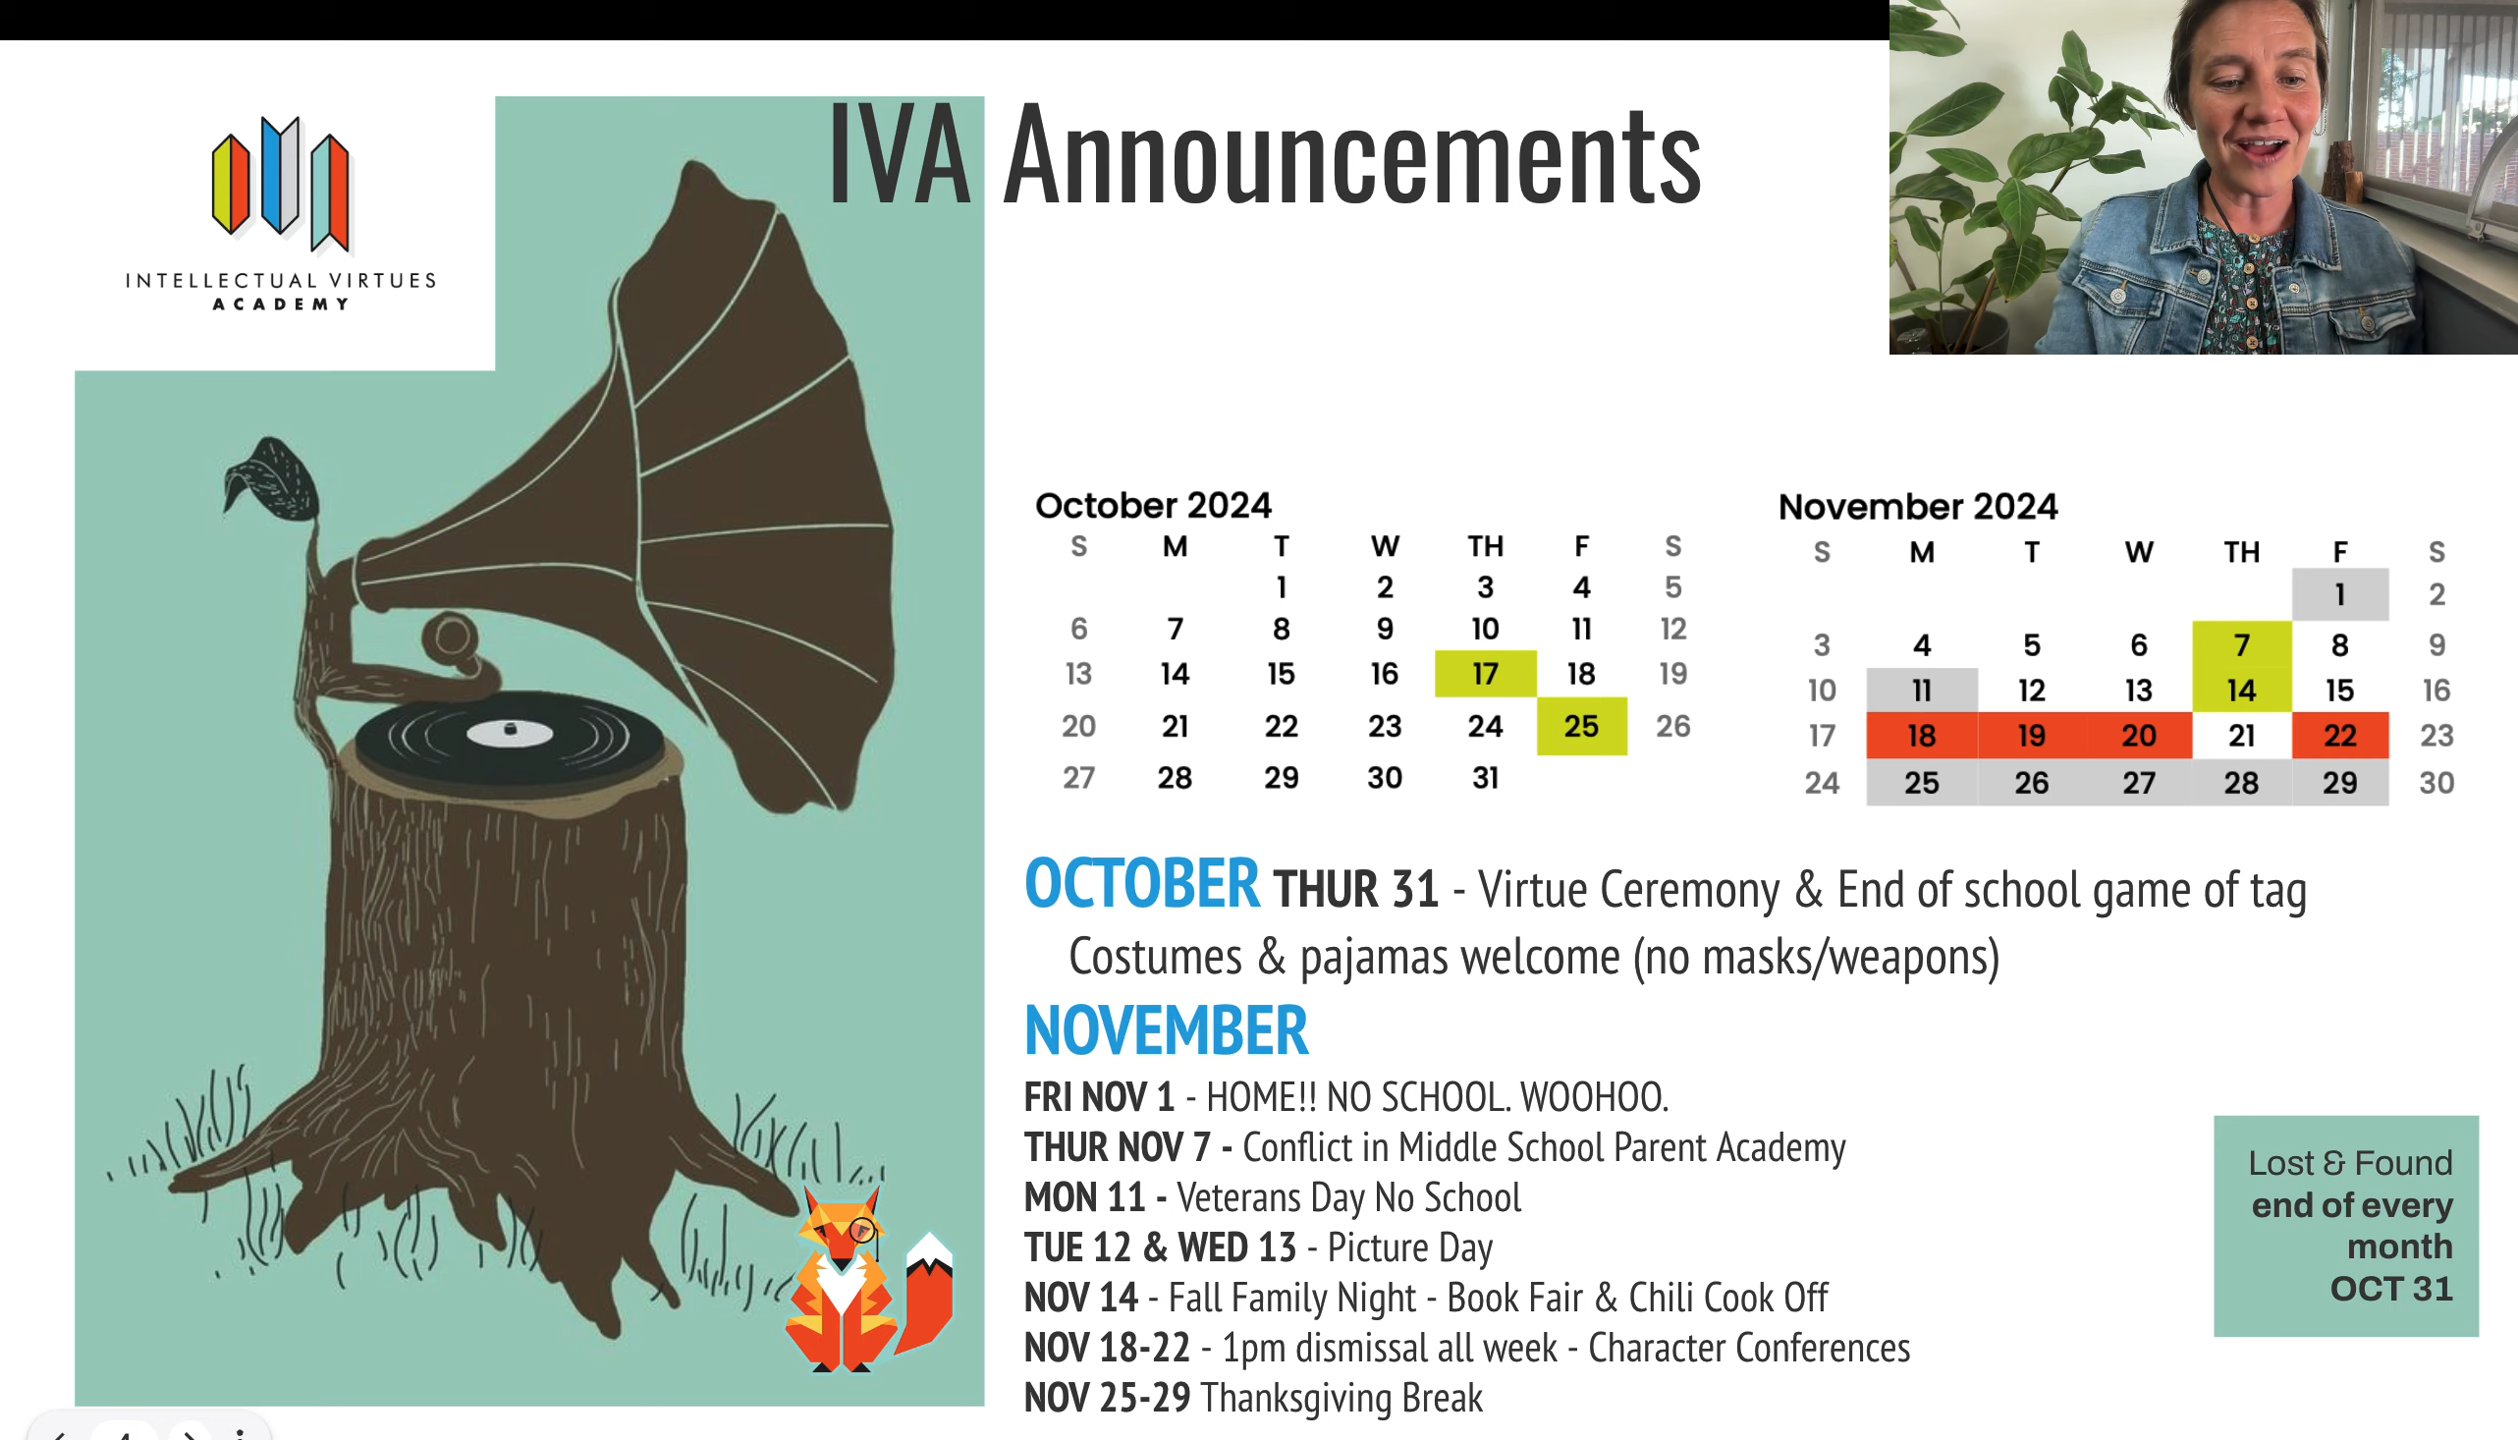 INTELLECTUAL VIRTUES
ACADEMY
IVA Announcements
October 2024
S M T W TH F S
1 2 3 4 5
6 7 8 9 10 11 12
13 14 15 16 17 18 19
20 21 22 23 24 25 26
27 28 29 30 31
November 2024
S M T W TH F S
1 2
3 4 5 6 7 8 9
10 11 12 13 14 15 16
17 18 19 20 21 22 23
24 25 26 27 28 29 30
OCTOBER THUR 31 - Virtue Ceremony & End of school game of tag
Costumes & pajamas welcome (no masks/weapons)
NOVEMBER
FRI NOV 1 - HOME!! NO SCHOOL. WOOHOO.
THUR NOV 7 - Conflict in Middle School Parent Academy
MON 11 - Veterans Day No School
TUE 12 & WED 13 - Picture Day
NOV 14 - Fall Family Night - Book Fair & Chili Cook Off
NOV 18-22 - 1pm dismissal all week - Character Conferences
NOV 25-29 Thanksgiving Break
Lost & Found
end of every
month
OCT 31